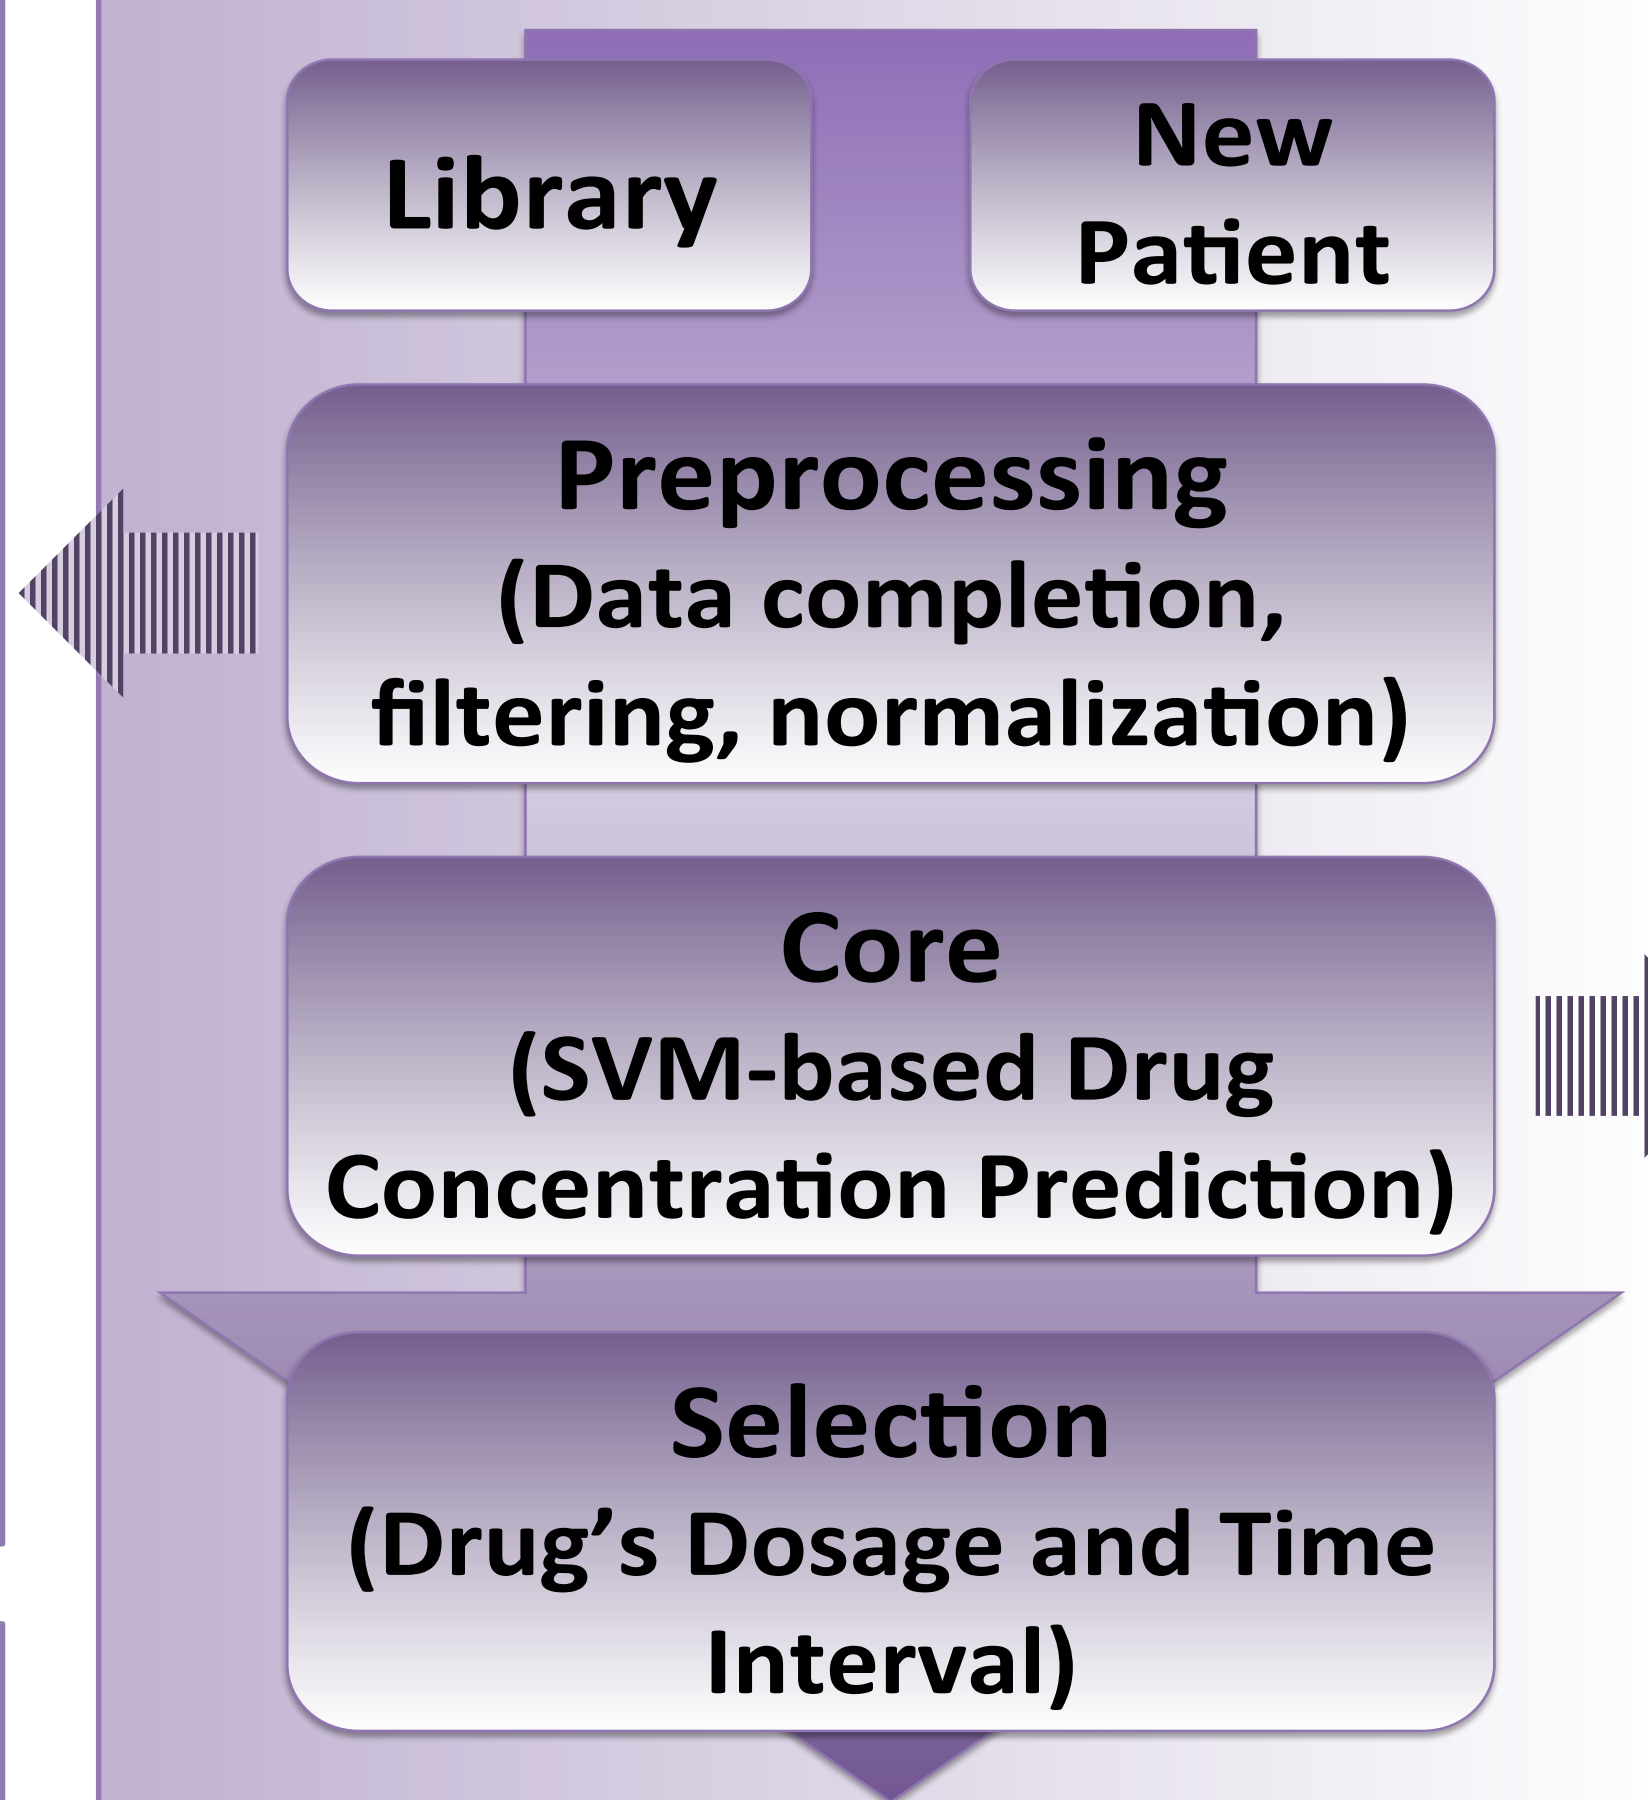 Library
New
Patient
Preprocessing
(Data completion,
filtering, normalization)
Core
(SVM-based Drug
Concentration Prediction)
Selection
(Drug’s Dosage and Time
Interval)